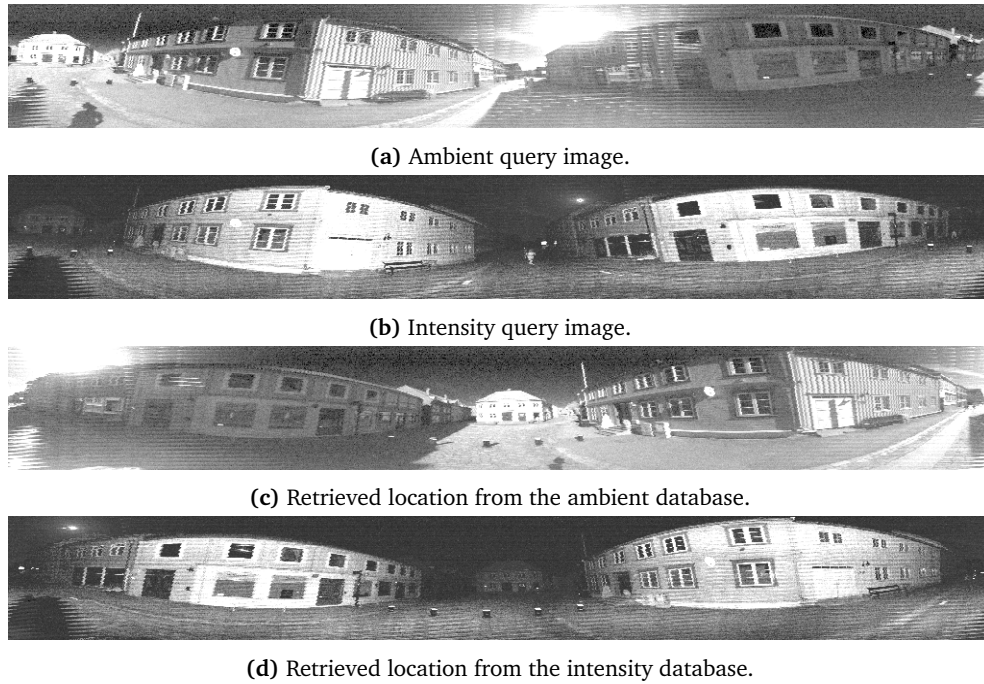 (a) Ambient query image.
(b) Intensity query image.
(c) Retrieved location from the ambient database.
(d) Retrieved location from the intensity database.